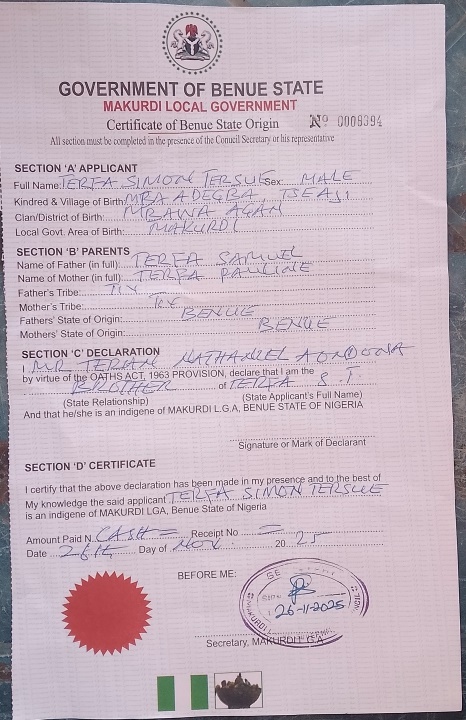 GOVERNMENT OF BENUE STATE
MAKURDI LOCAL GOVERNMENT
Certificate of Benue State Origin Nº 0008394
All section must be completed in the presence of the Conucil Secretary or his representative
SECTION 'A' APPLICANT
Full Name: TERFA SIMON TERSUE Sex: MALE
Kindred & Village of Birth: MBA ADEGBA TSEAJI
Clan/District of Birth: MBAWA AGAN
Local Govt. Area of Birth: MAKURDI
SECTION 'B' PARENTS
Name of Father (in full): TERFA SAMUEL
Name of Mother (in full): TERFA PAULINE
Father's Tribe: TIV
Mother's Tribe: TIV
Fathers' State of Origin: BENUE
Mothers' State of Origin: BENUE
SECTION 'C' DECLARATION
I MR TERFA NATHANIEL AONDONA
by virtue of the OATHS ACT, 1963 PROVISION, declare that I am the
BROTHER of TERFA S. T.
(State Relationship) (State Applicant's Full Name)
And that he/she is an indigene of MAKURDI L.G.A, BENUE STATE OF NIGERIA
Signature or Mark of Declarant
SECTION 'D' CERTIFICATE
I certify that the above declaration has been made in my presence and to the best of
My knowledge the said applicant TERFA SIMON TERSUE
is an indigene of MAKURDI LGA, Benue State of Nigeria
Amount Paid N. CASH = Receipt No =
Date 26th Day of NOV. 20 25
BEFORE ME:
26-11-2025
Secretary, MAKURDI L.G.A